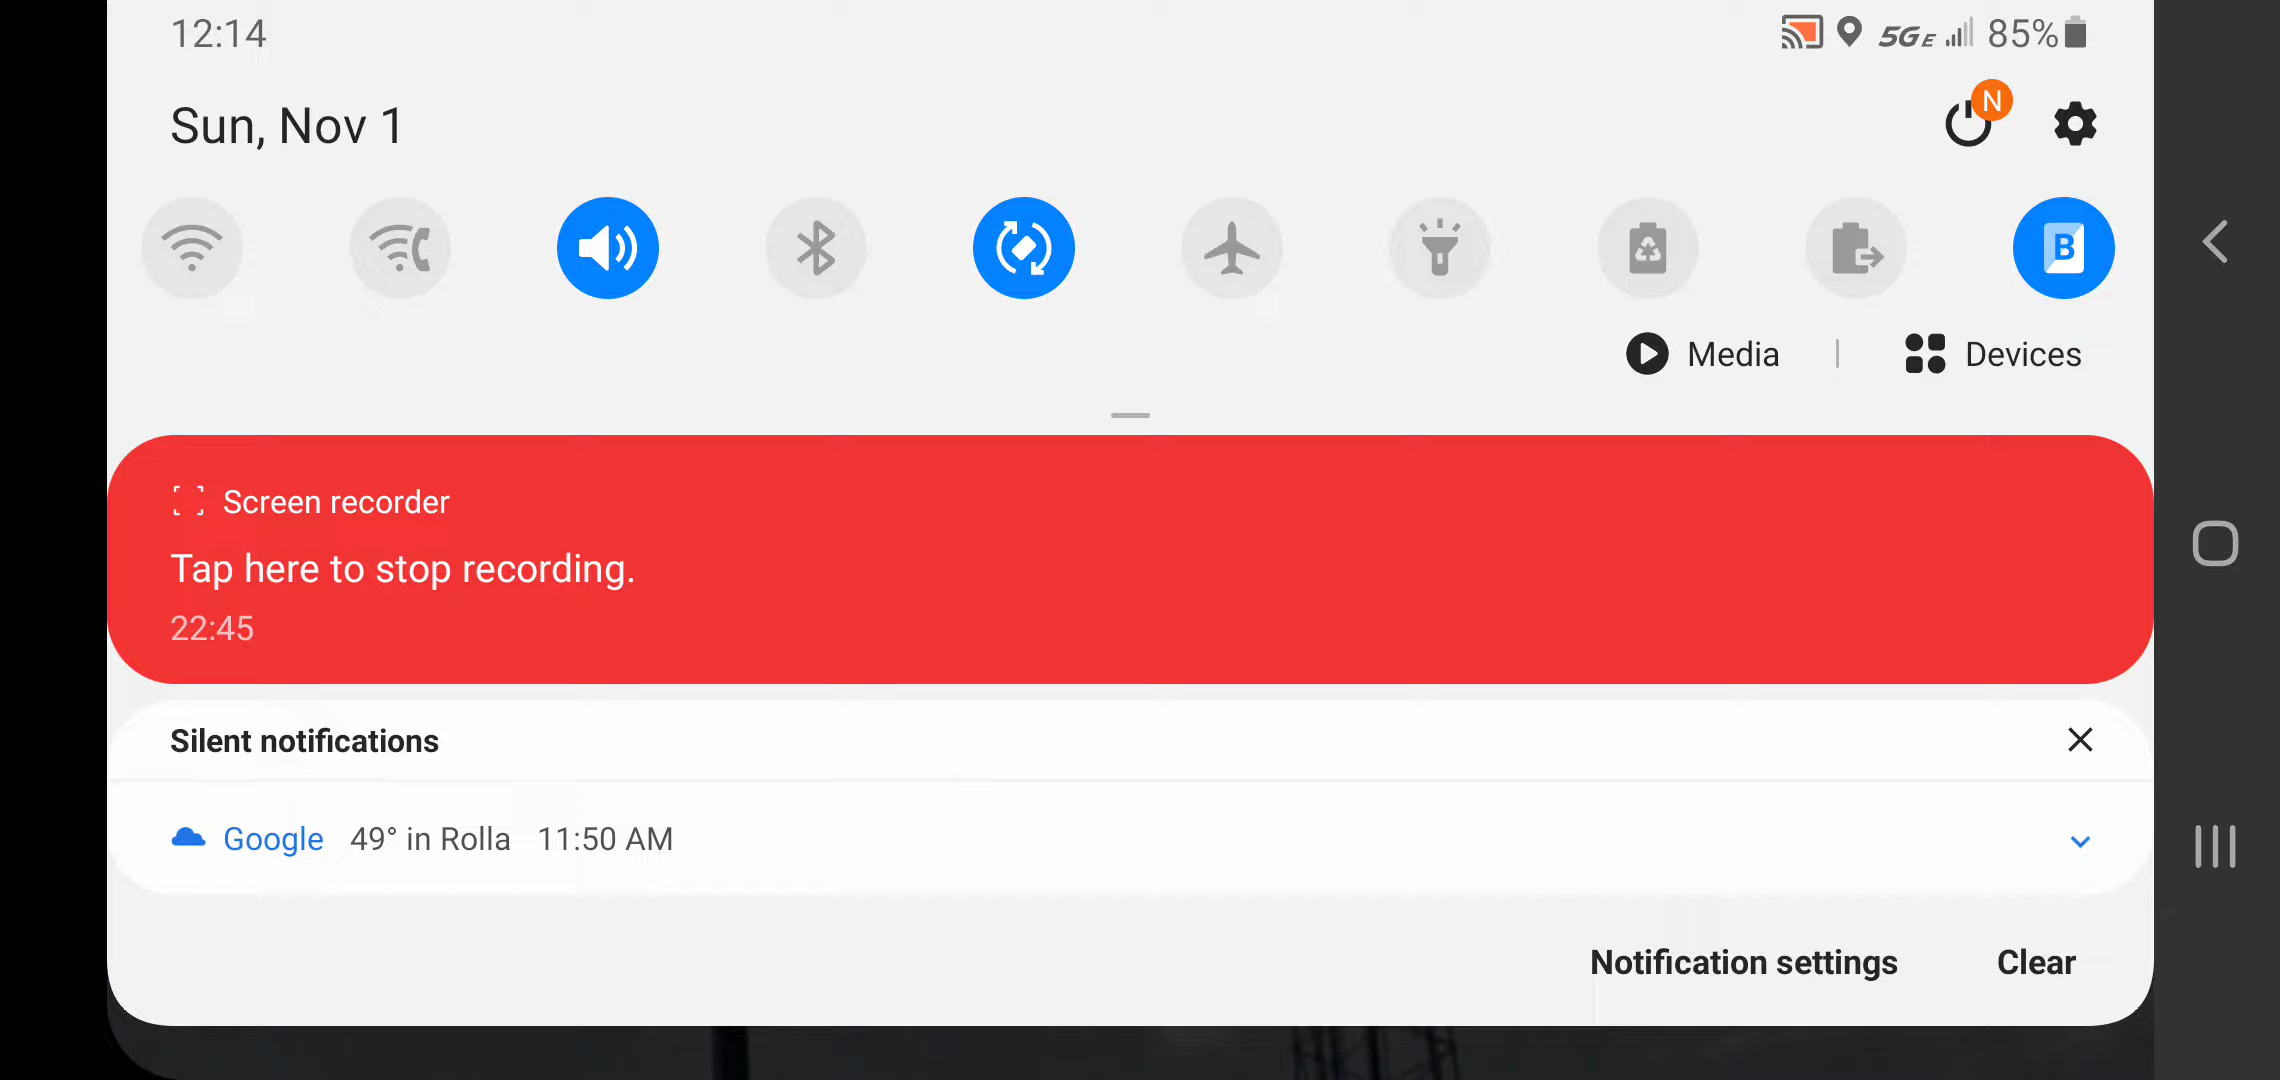 12:14
5GE 85%
Sun, Nov 1
N
B
Media | Devices
Screen recorder
Tap here to stop recording.
22:45
Silent notifications
Google 49° in Rolla 11:50 AM
Notification settings Clear